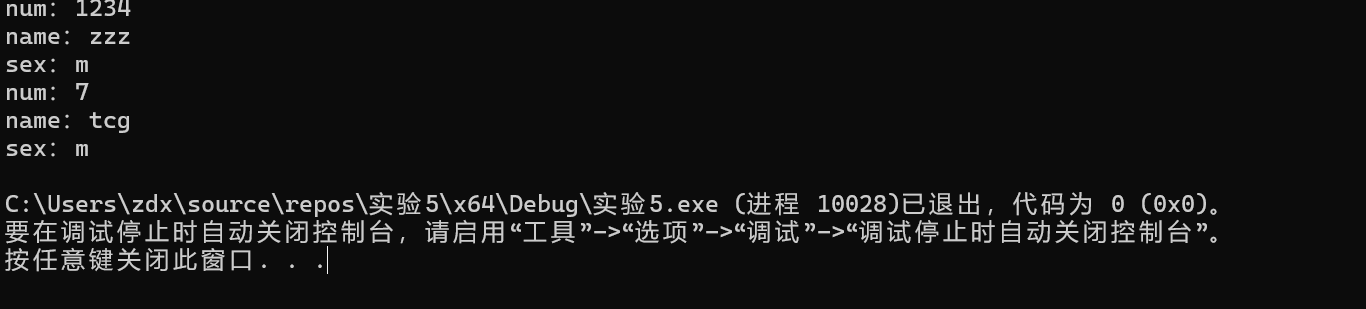 num: 1234
name: zzz
sex: m
num: 7
name: tcg
sex: m
C:\Users\zdx\source\repos\实验5\x64\Debug\实验5.exe (进程 10028)已退出，代码为 0 (0x0)。
要在调试停止时自动关闭控制台，请启用“工具”->“选项”->“调试”->“调试停止时自动关闭控制台”。
按任意键关闭此窗口. . .